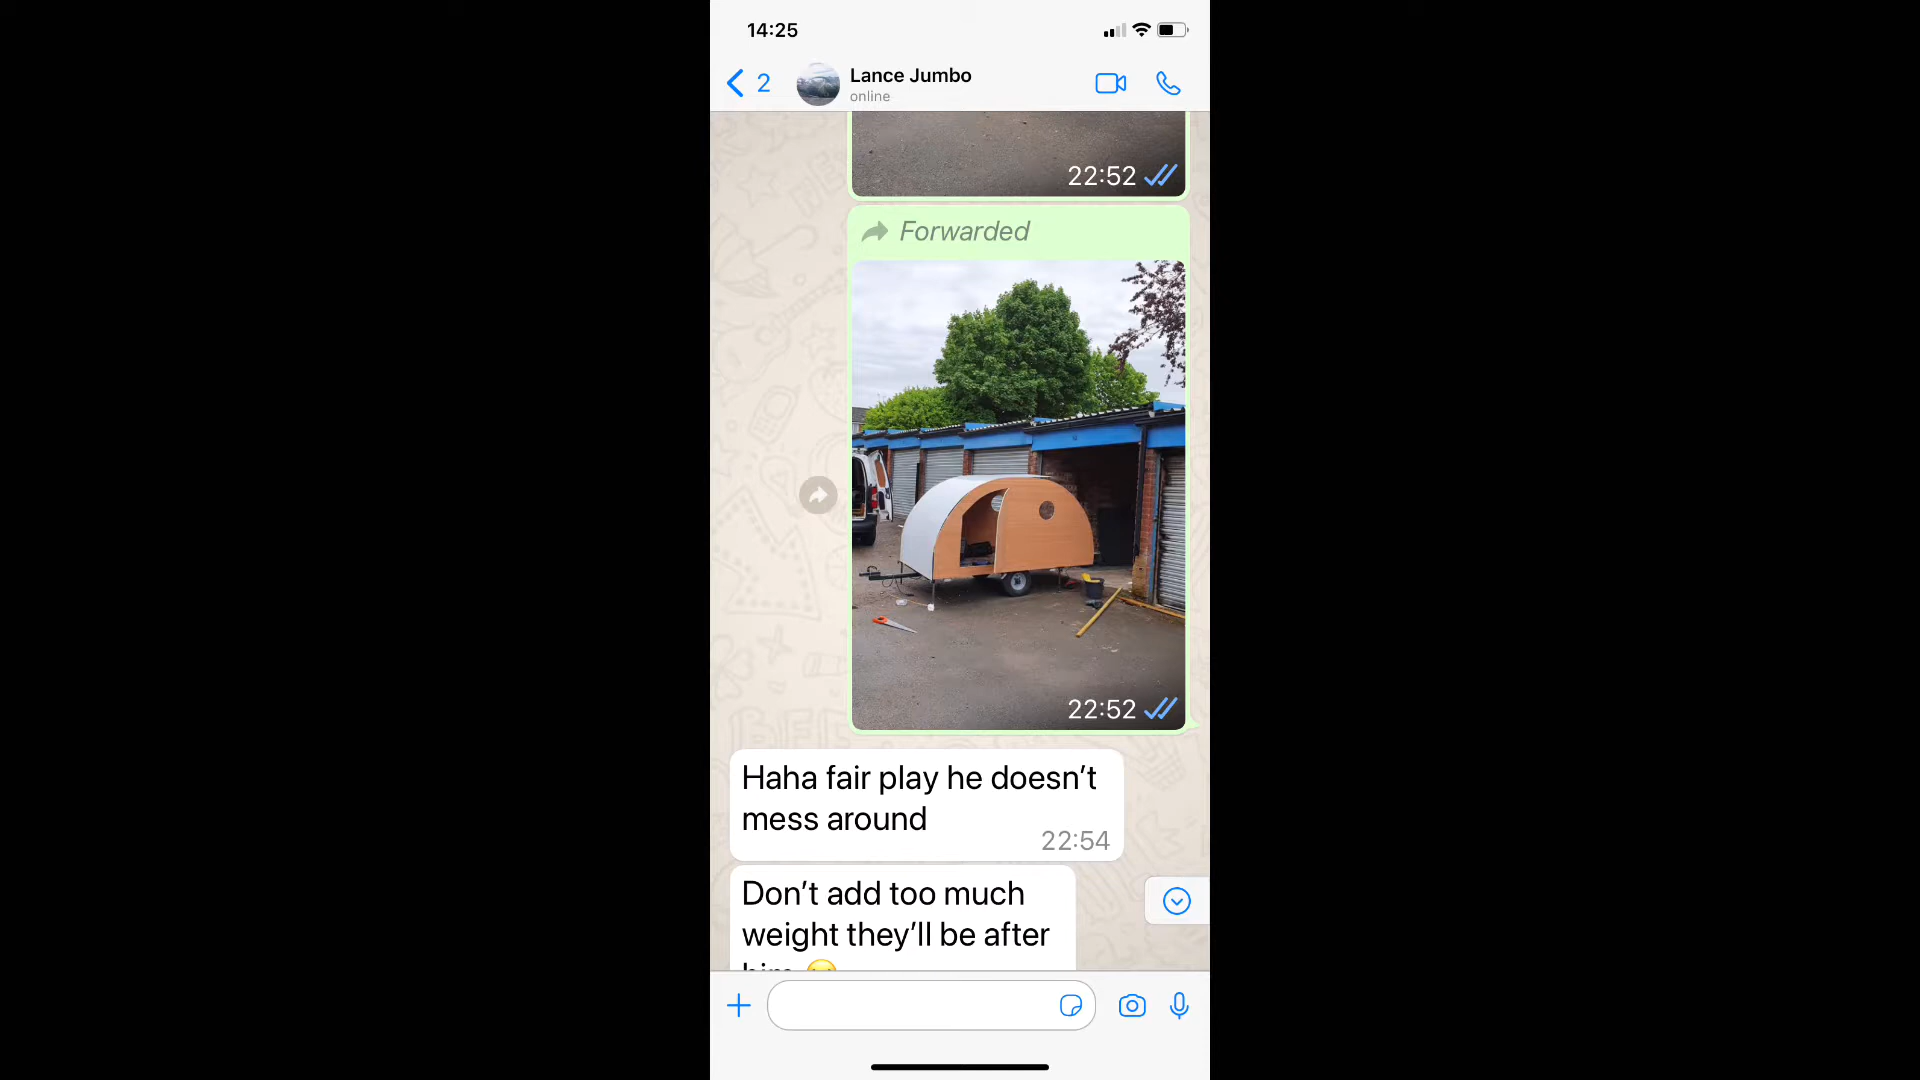 14:25
2
Lance Jumbo
online
22:52
Forwarded
22:52
Haha fair play he doesn’t
mess around
22:54
Don’t add too much
weight they’ll be after